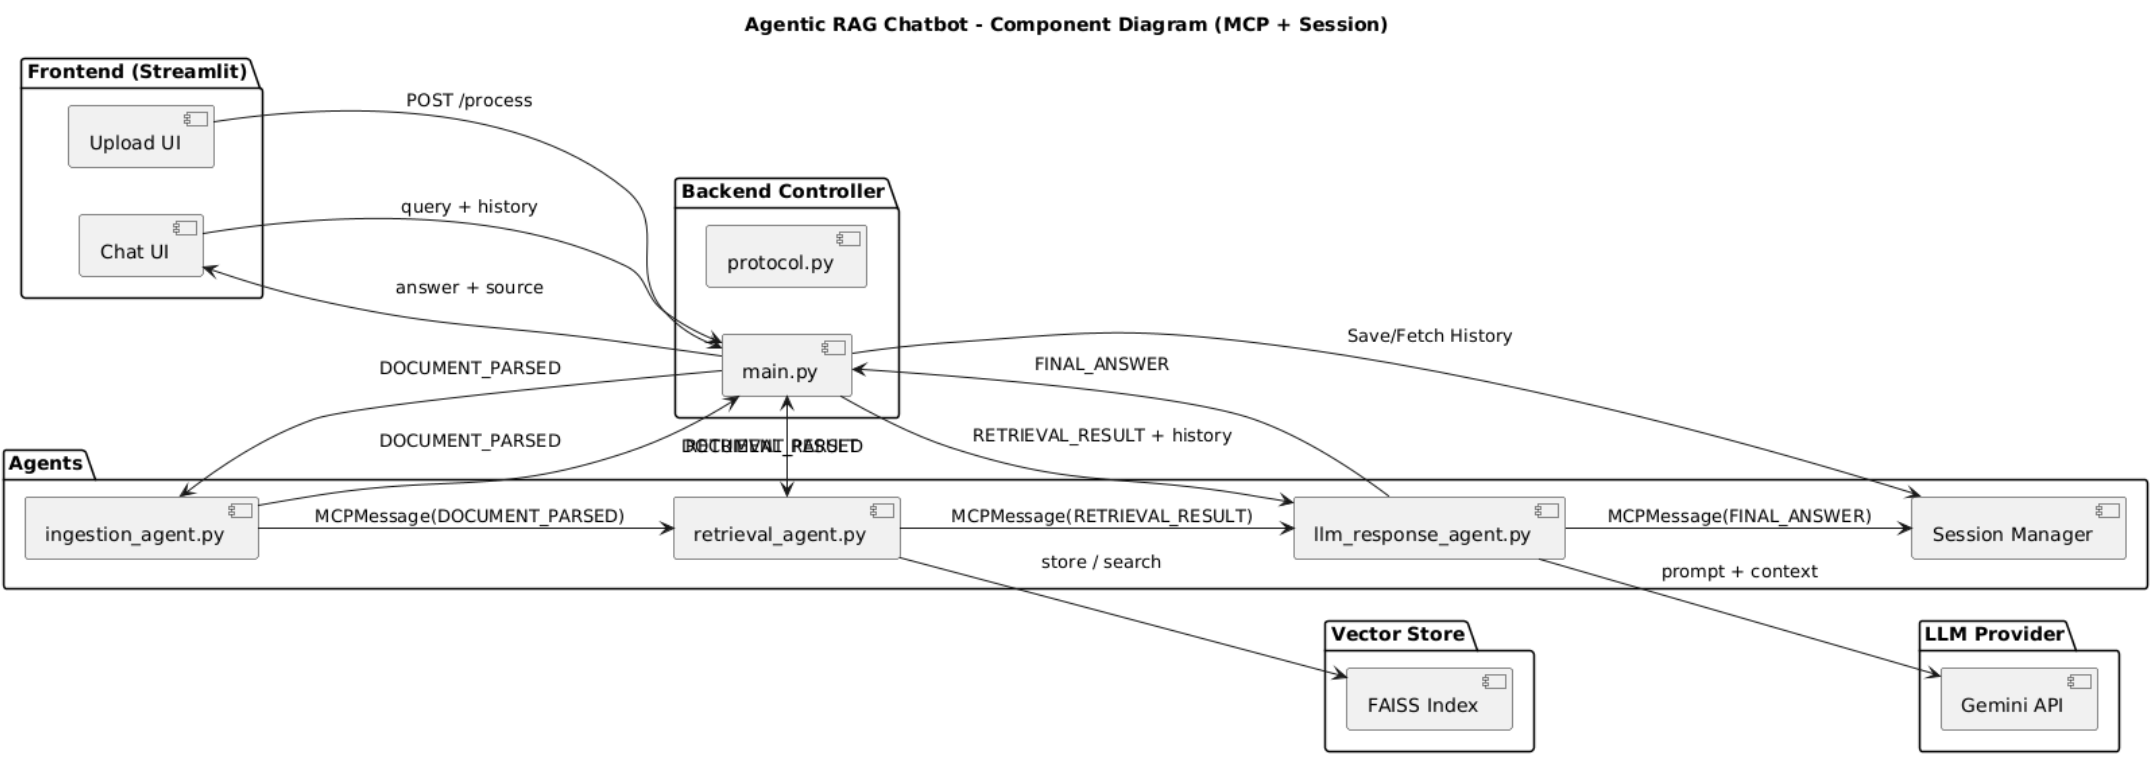 Agentic RAG Chatbot - Component Diagram (MCP + Session)
Frontend (Streamlit)
Upload UI
POST /process
Chat UI
query + history
answer + source
Backend Controller
protocol.py
main.py
Save/Fetch History
FINAL_ANSWER
DOCUMENT_PARSED
DOCUMENT_PARSED
RETRIEVAL_RESULT + history
Agents
ingestion_agent.py
MCPMessage(DOCUMENT_PARSED)
retrieval_agent.py
MCPMessage(RETRIEVAL_RESULT)
llm_response_agent.py
MCPMessage(FINAL_ANSWER)
Session Manager
store / search
prompt + context
Vector Store
FAISS Index
LLM Provider
Gemini API